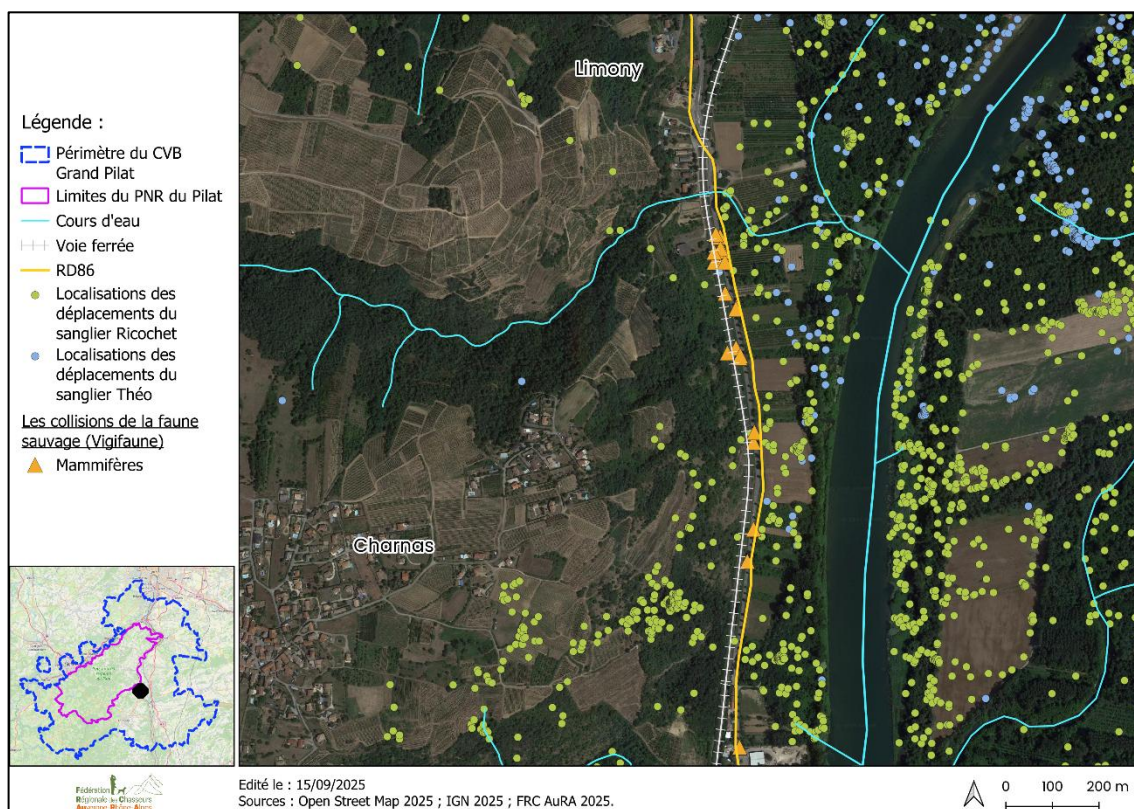 Limony
Charnas
Légende :
Périmètre du CVB
Grand Pilat
Limites du PNR du Pilat
Cours d'eau
Voie ferrée
RD86
Localisations des
déplacements du
sanglier Ricochet
Localisations des
déplacements du
sanglier Théo
Les collisions de la faune
sauvage (Vigifaune)
Mammifères
Fédération
Régionale des Chasseurs
Auvergne-Rhône-Alpes
Edité le : 15/09/2025
Sources : Open Street Map 2025 ; IGN 2025 ; FRC AuRA 2025.
0 100 200 m